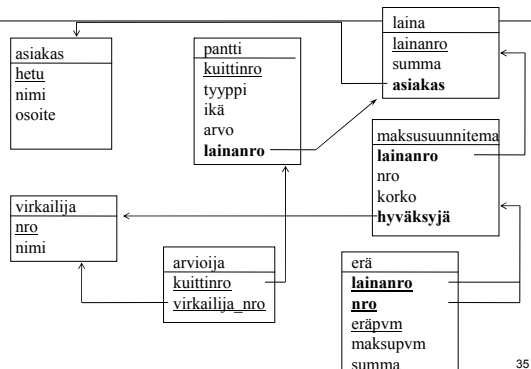 asiakas
hetu
nimi
osoite
pantti
kuittinro
tyyppi
ikä
arvo
lainanro
laina
lainanro
summa
asiakas
maksusuunnitema
lainanro
nro
korko
hyväksyjä
virkailija
nro
nimi
arvioija
kuittinro
virkailija_nro
erä
lainanro
nro
eräpvm
maksupvm
summa
35